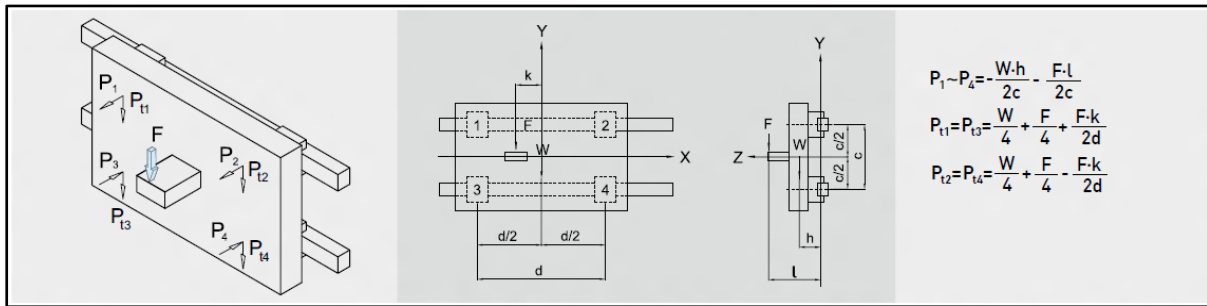 P₁
Pₜ₁
F
P₃
Pₜ₃
P₂
Pₜ₂
P₄
Pₜ₄
Y
k
1
2
F
W
X
3
4
d/2
d/2
d
Y
F
W
Z
c/2
c/2
c
h
l
P₁~P₄=-W·h/2c - F·l/2c
Pₜ₁=Pₜ₃=W/4+F/4+F·k/2d
Pₜ₂=Pₜ₄=W/4+F/4-F·k/2d